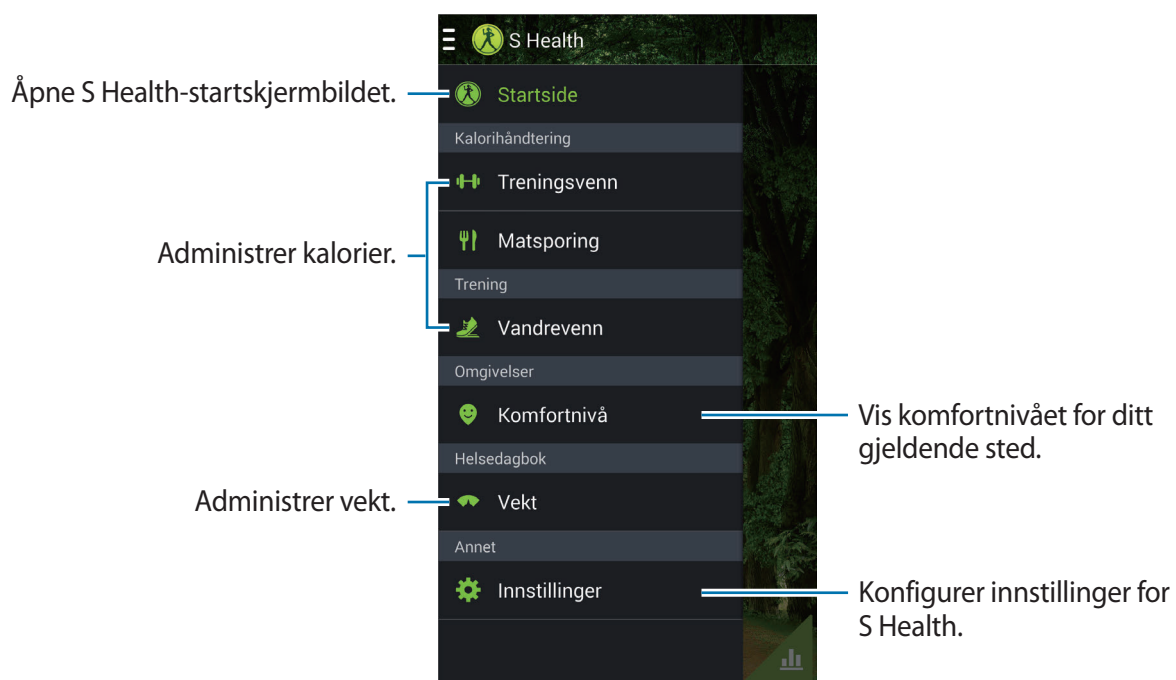 S Health
Åpne S Health-startskjermbildet.
Startside
Kalorihåndtering
Treningsvenn
Administrer kalorier.
Matsporing
Trening
Vandrevenn
Omgivelser
Komfortnivå
Vis komfortnivået for ditt
gjeldende sted.
Helsedagbok
Administrer vekt.
Vekt
Annet
Innstillinger
Konfigurer innstillinger for
S Health.